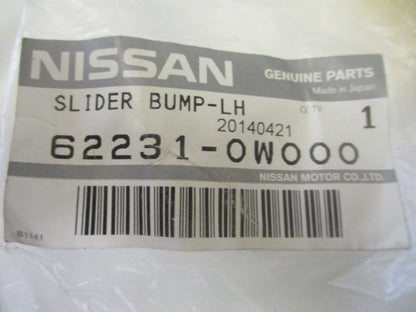 NISSAN
GENUINE PARTS
Made in Japan
SLIDER BUMP-LH
Q'TY
1
20140421
62231-0W000
NISSAN MOTOR CO.,LTD.
B1141